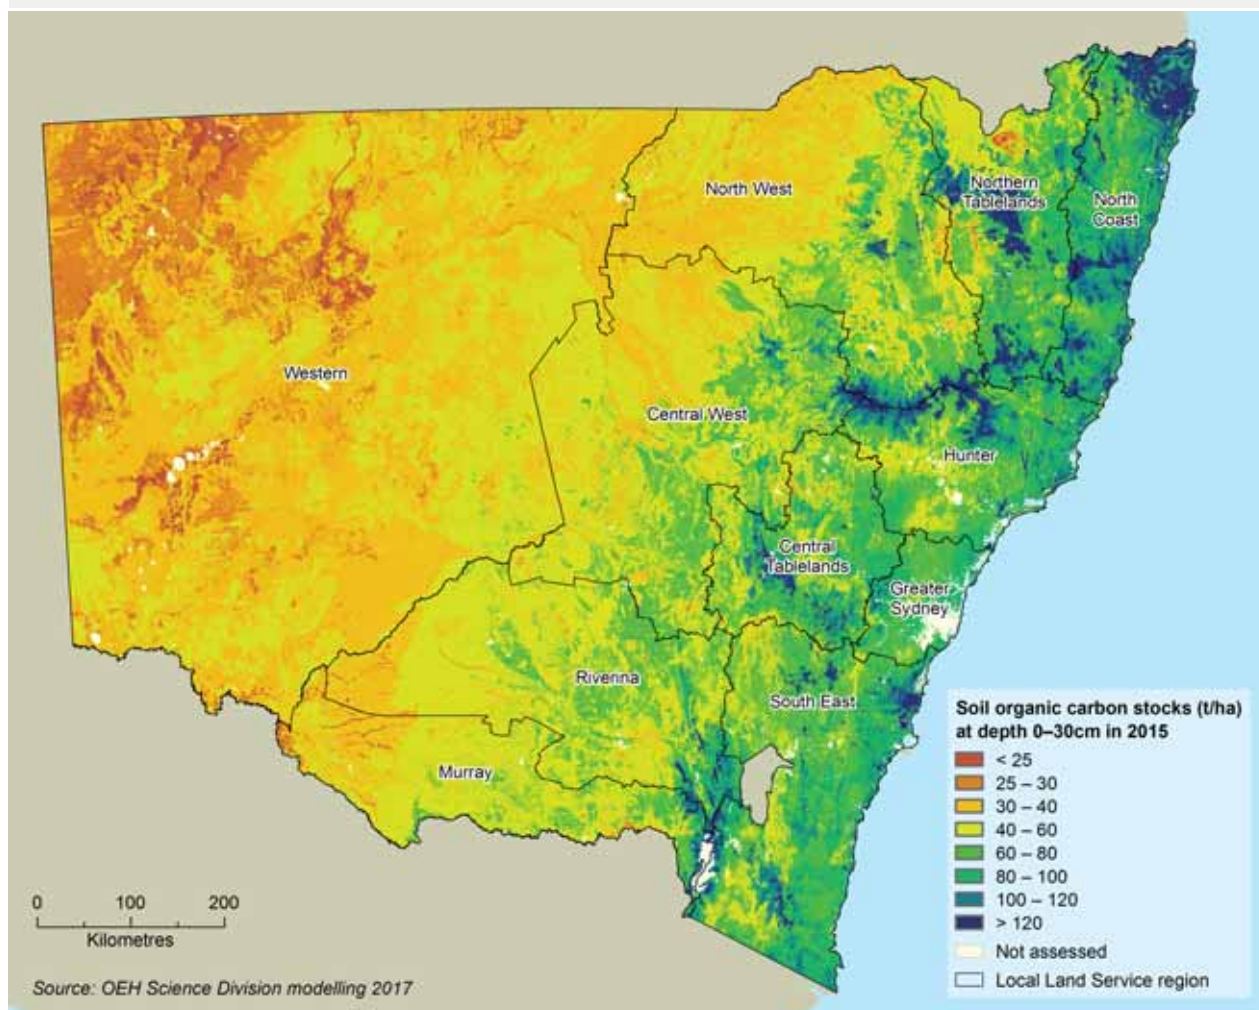 North West
Northern
Tablelands
North
Coast
Western
Central West
Hunter
Central
Tablelands
Greater
Sydney
Riverina
South East
Murray
Soil organic carbon stocks (t/ha)
at depth 0–30cm in 2015
< 25
25 – 30
30 – 40
40 – 60
60 – 80
80 – 100
100 – 120
> 120
Not assessed
Local Land Service region
0 100 200
Kilometres
Source: OEH Science Division modelling 2017